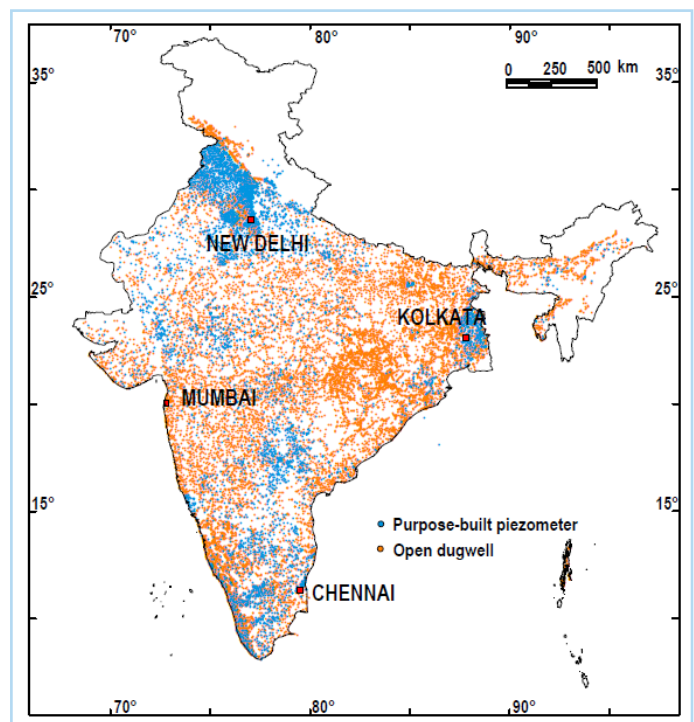 70° 80° 90°
35° 35°
0 250 500 km
NEW DELHI
25° 25°
KOLKATA
MUMBAI
15° 15°
Purpose-built piezometer
Open dugwell
CHENNAI
70° 80° 90°